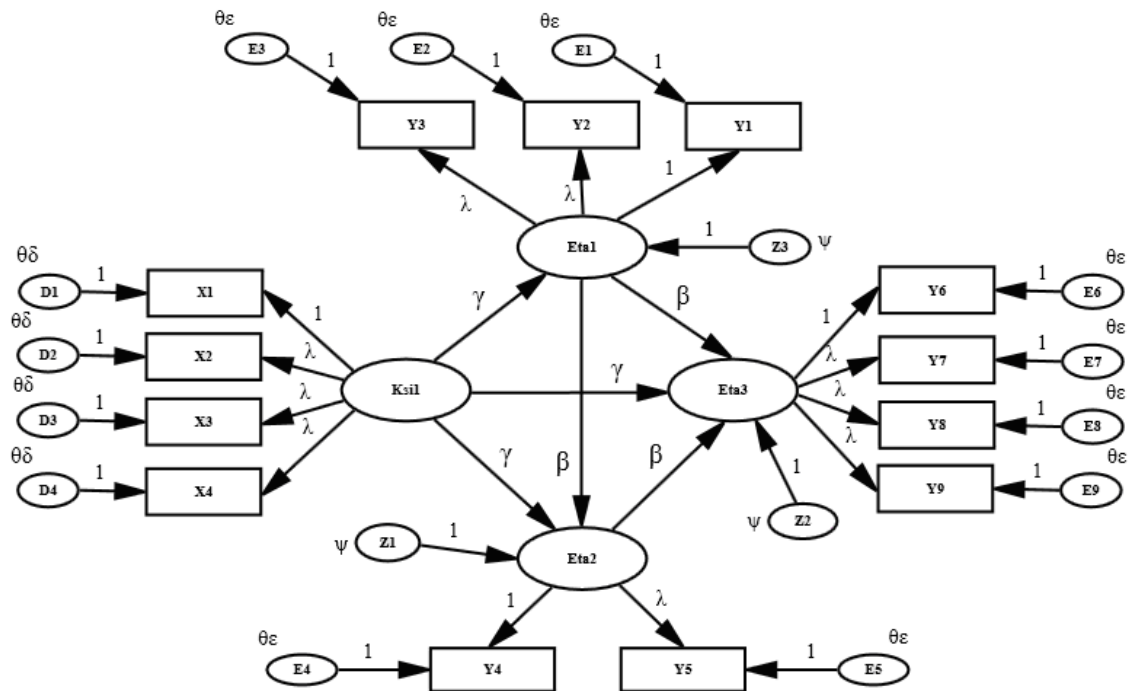 θε θε θε
E3 E2 E1
1 1 1
Y3 Y2 Y1
λ λ 1
Eta1 1 Z3 ψ
θδ
D1 1 X1 1
θδ
D2 1 X2 λ
θδ
D3 1 X3 λ
θδ
D4 1 X4 λ
γ β
Ksi1 γ Eta3
γ β β
θε
1 Y6 1 E6
θε
λ Y7 1 E7
θε
λ Y8 1 E8
θε
λ Y9 1 E9
1
ψ Z2
ψ Z1 1 Eta2
1 λ
θε θε
E4 1 Y4 Y5 1 E5